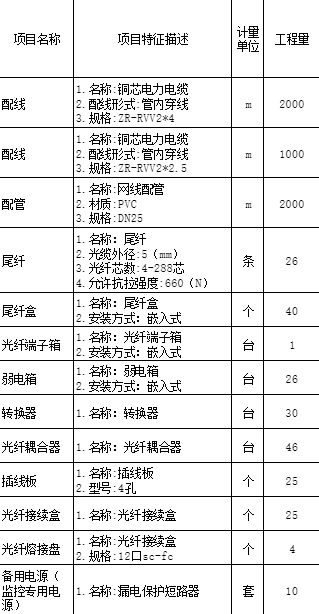 项目名称 项目特征描述 计量单位 工程量
配线
1.名称:铜芯电力电缆
2.配线形式:管内穿线
3.规格:ZR-RVV2*4
m 2000
配线
1.名称:铜芯电力电缆
2.配线形式:管内穿线
3.规格:ZR-RVV2*2.5
m 1000
配管
1.名称:网线配管
2.材质:PVC
3.规格:DN25
m 2000
尾纤
1.名称：尾纤
2.光缆外径:5（mm）
3.光纤芯数:4-288芯
4.允许抗拉强度:660（N）
条 26
尾纤盒
1.名称：尾纤盒
2.安装方式：嵌入式
个 40
光纤端子箱
1.名称：光纤端子箱
2.安装方式：嵌入式
台 1
弱电箱
1.名称：弱电箱
2.安装方式：嵌入式
台 26
转换器
1.名称：转换器
台 30
光纤耦合器
1.名称：光纤耦合器
台 46
插线板
1.名称:插线板
2.型号:4孔
个 25
光纤接续盒
1.名称:光纤接续盒
个 25
光纤熔接盘
1.名称:光纤接续盒
2.规格:12口sc-fc
个 4
备用电源（
监控专用电
源）
1.名称:漏电保护短路器
套 10